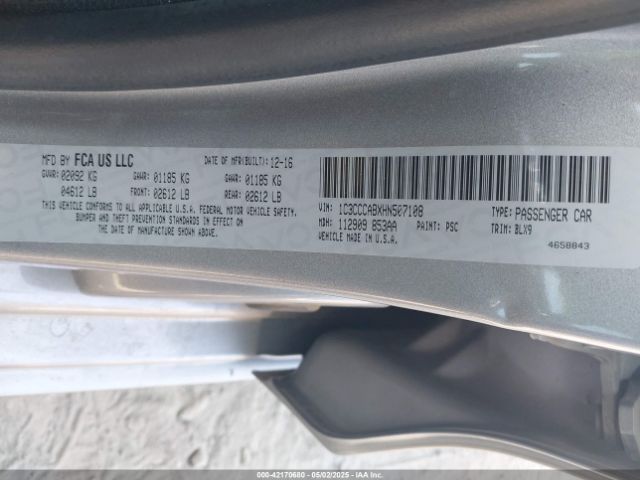 MFD BY FCA US LLC DATE OF MFR(BUILT): 12-16
GVWR: 02092 KG GAWR: 01185 KG GAWR: 01185 KG
04612 LB FRONT: 02612 LB REAR: 02612 LB
THIS VEHICLE CONFORMS TO ALL APPLICABLE U.S.A. FEDERAL MOTOR VEHICLE SAFETY,
BUMPER, AND THEFT PREVENTION STANDARDS IN EFFECT ON
THE DATE OF MANUFACTURE SHOWN ABOVE.
VIN: 1C3CCCABXHN507108 TYPE: PASSENGER CAR
MDH: 112909 853AA PAINT: PSC TRIM: BLX9
VEHICLE MADE IN U.S.A. 4658843
000-42170680 05/02/2025 IAAI.COM